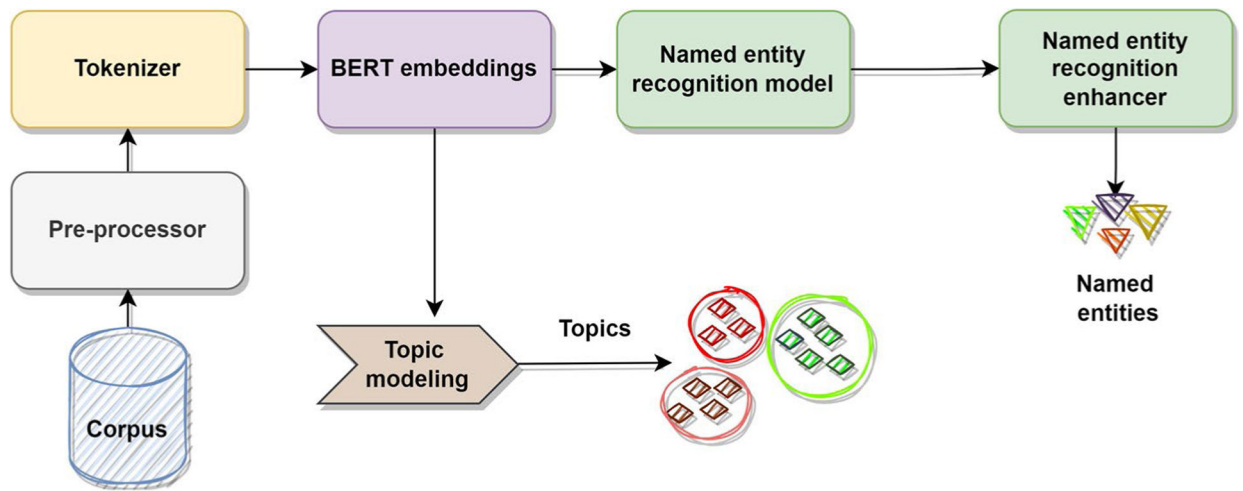 Tokenizer
BERT embeddings
Named entity
recognition model
Named entity
recognition
enhancer
Pre-processor
Corpus
Topic
modeling
Topics
Named
entities